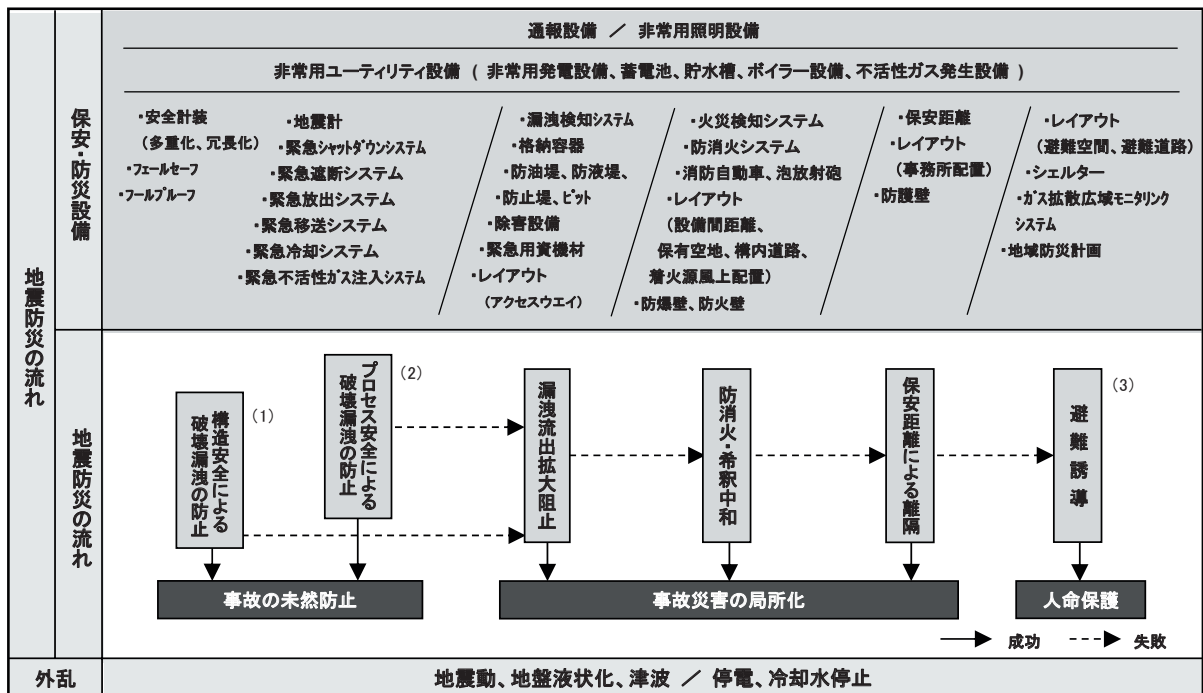 通報設備 ／ 非常用照明設備
非常用ユーティリティ設備 ( 非常用発電設備、蓄電池、貯水槽、ボイラー設備、不活性ガス発生設備 )
地震防災の流れ
保安・防災設備
・安全計装
(多重化、冗長化)
・フェールセーフ
・フールプルーフ
・地震計
・緊急シャットダウンシステム
・緊急遮断システム
・緊急放出システム
・緊急移送システム
・緊急冷却システム
・緊急不活性ガス注入システム
・漏洩検知システム
・格納容器
・防油堤、防液堤、
・防止堤、ピット
・除害設備
・緊急用資機材
・レイアウト
(アクセスウエイ)
・火災検知システム
・防消火システム
・消防自動車、泡放射砲
・レイアウト
(設備間距離、
保有空地、構内道路、
着火源風上配置)
・防爆壁、防火壁
・保安距離
・レイアウト
(事務所配置)
・防護壁
・レイアウト
(避難空間、避難道路)
・シェルター
・ガス拡散広域モニタリンク
システム
・地域防災計画
地震防災の流れ
構造安全による
破壊漏洩の防止
(1)
プロセス安全による
破壊漏洩の防止
(2)
漏洩流出拡大阻止
防消火・希釈中和
保安距離による離隔
避難誘導
(3)
事故の未然防止
事故災害の局所化
人命保護
成功
失敗
外乱
地震動、地盤液状化、津波 ／ 停電、冷却水停止